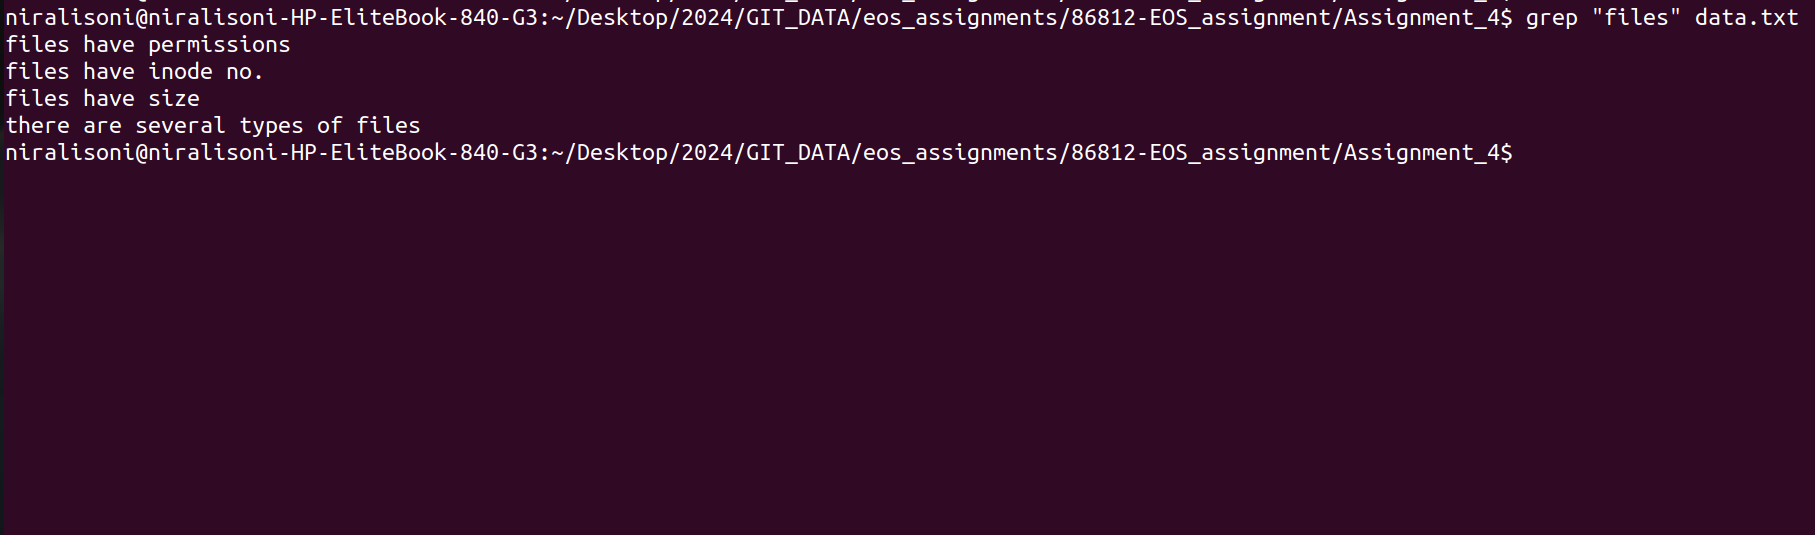 niralisoni@niralisoni-HP-EliteBook-840-G3:~/Desktop/2024/GIT_DATA/eos_assignments/86812-EOS_assignment/Assignment_4$ grep "files" data.txt
files have permissions
files have inode no.
files have size
there are several types of files
niralisoni@niralisoni-HP-EliteBook-840-G3:~/Desktop/2024/GIT_DATA/eos_assignments/86812-EOS_assignment/Assignment_4$